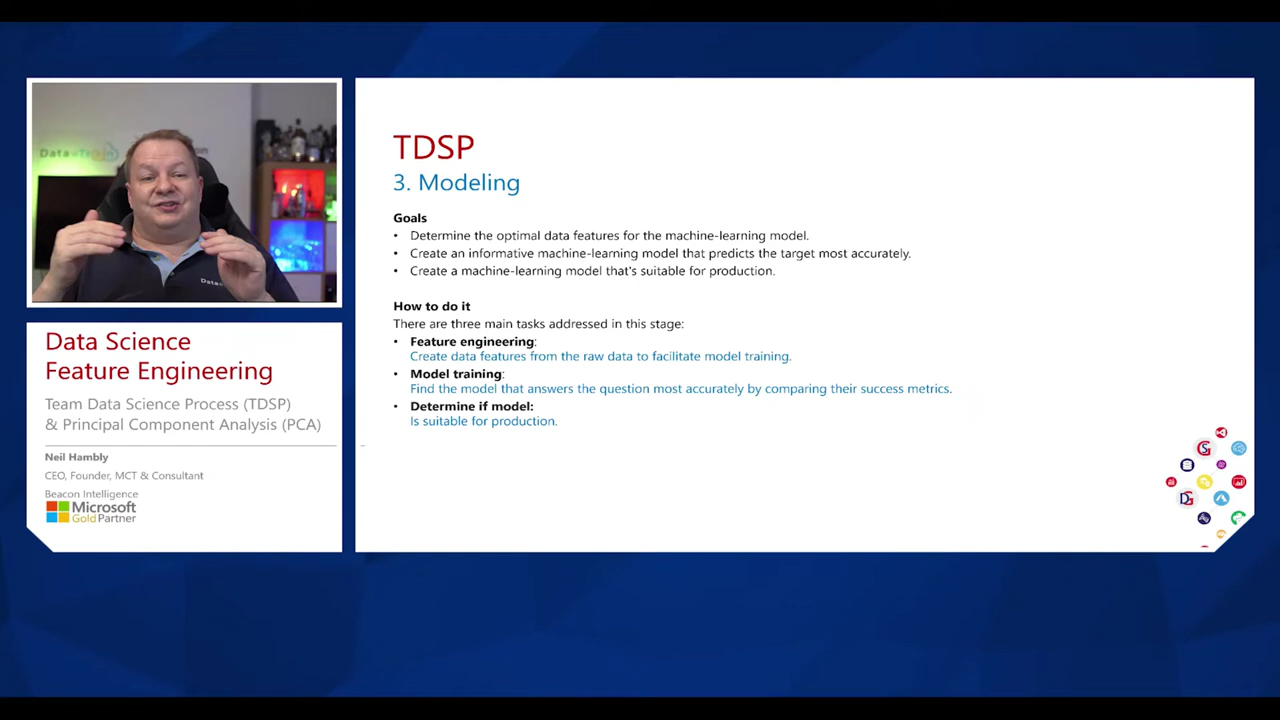 Data Science
Feature Engineering
Team Data Science Process (TDSP)
& Principal Component Analysis (PCA)
Neil Hambly
CEO, Founder, MCT & Consultant
Beacon Intelligence
Microsoft
Gold Partner
TDSP
3. Modeling
Goals
• Determine the optimal data features for the machine-learning model.
• Create an informative machine-learning model that predicts the target most accurately.
• Create a machine-learning model that's suitable for production.
How to do it
There are three main tasks addressed in this stage:
• Feature engineering:
Create data features from the raw data to facilitate model training.
• Model training:
Find the model that answers the question most accurately by comparing their success metrics.
• Determine if model:
Is suitable for production.